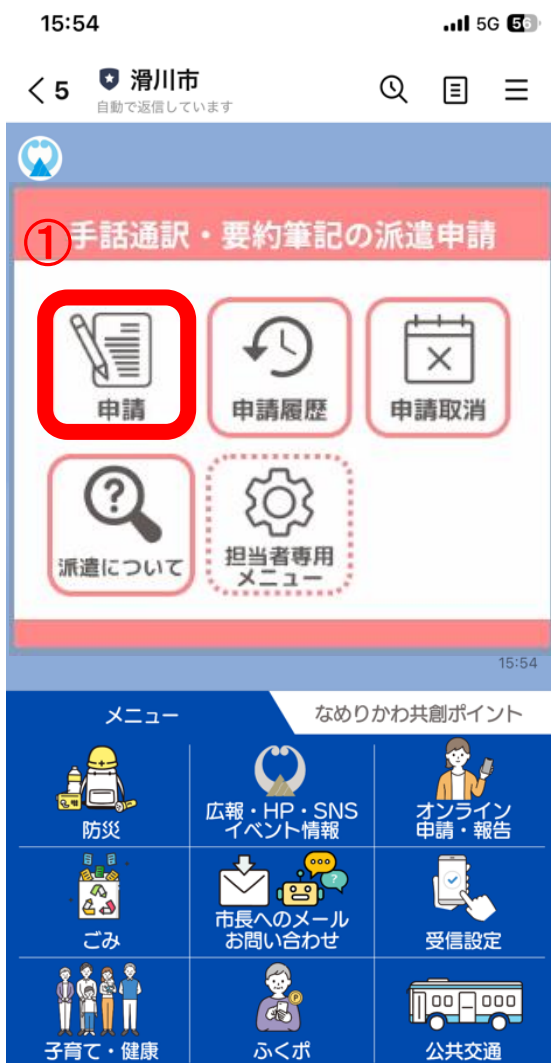 15:54
5G 56
5 滑川市
自動で返信しています
① 手話通訳・要約筆記の派遣申請
申請
申請履歴
申請取消
派遣について
担当者専用
メニュー
15:54
メニュー
なめりかわ共創ポイント
防災
広報・HP・SNS
イベント情報
オンライン
申請・報告
ごみ
市長へのメール
お問い合わせ
受信設定
子育て・健康
ふくポ
公共交通